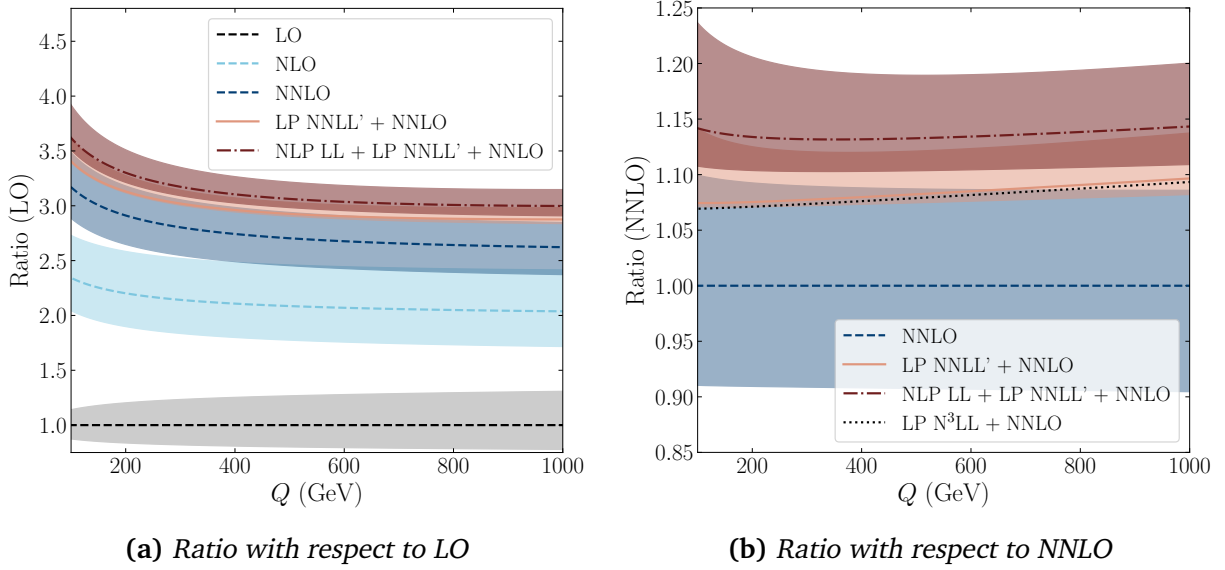 Ratio (LO)
4.5
4.0
3.5
3.0
2.5
2.0
1.5
1.0
LO
NLO
NNLO
LP NNLL' + NNLO
NLP LL + LP NNLL' + NNLO
200 400 600 800 1000
Q (GeV)
(a) Ratio with respect to LO
Ratio (NNLO)
1.25
1.20
1.15
1.10
1.05
1.00
0.95
0.90
0.85
NNLO
LP NNLL' + NNLO
NLP LL + LP NNLL' + NNLO
LP N³LL + NNLO
200 400 600 800 1000
Q (GeV)
(b) Ratio with respect to NNLO